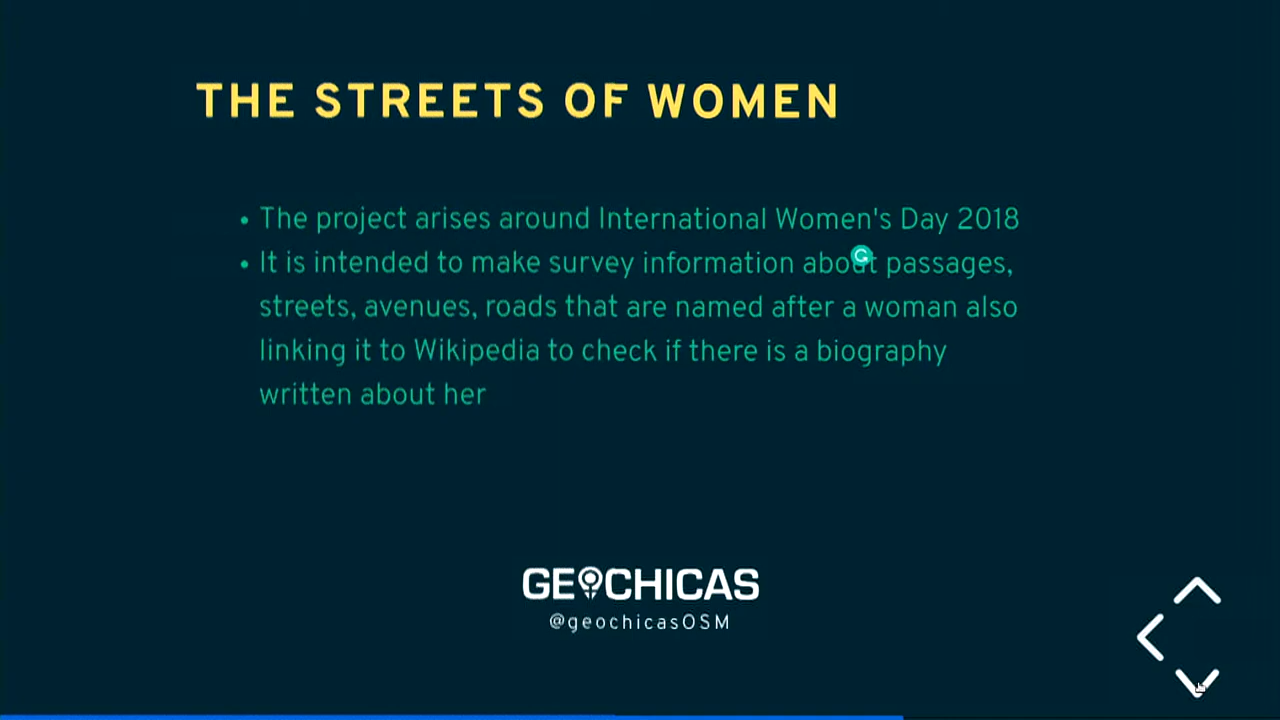 THE STREETS OF WOMEN
• The project arises around International Women's Day 2018
• It is intended to make survey information about passages,
streets, avenues, roads that are named after a woman also
linking it to Wikipedia to check if there is a biography
written about her
GEOCHICAS
@geochicasOSM